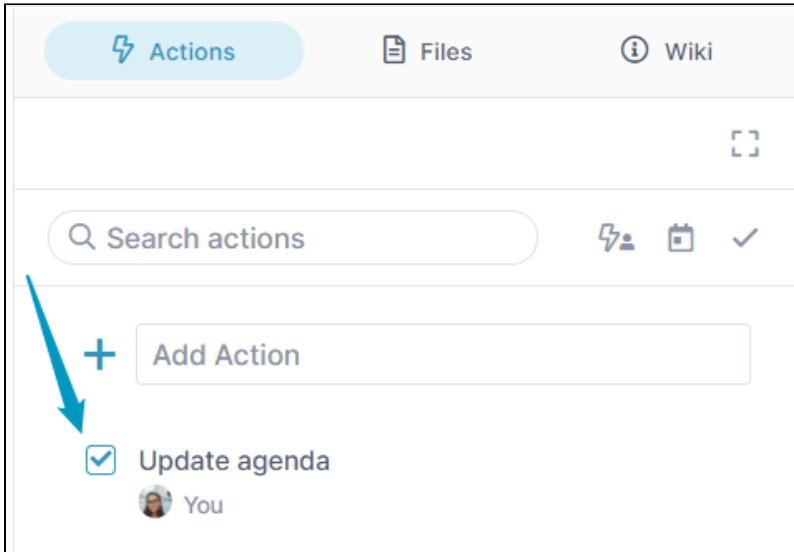 Actions Files Wiki
Search actions
Add Action
Update agenda
You